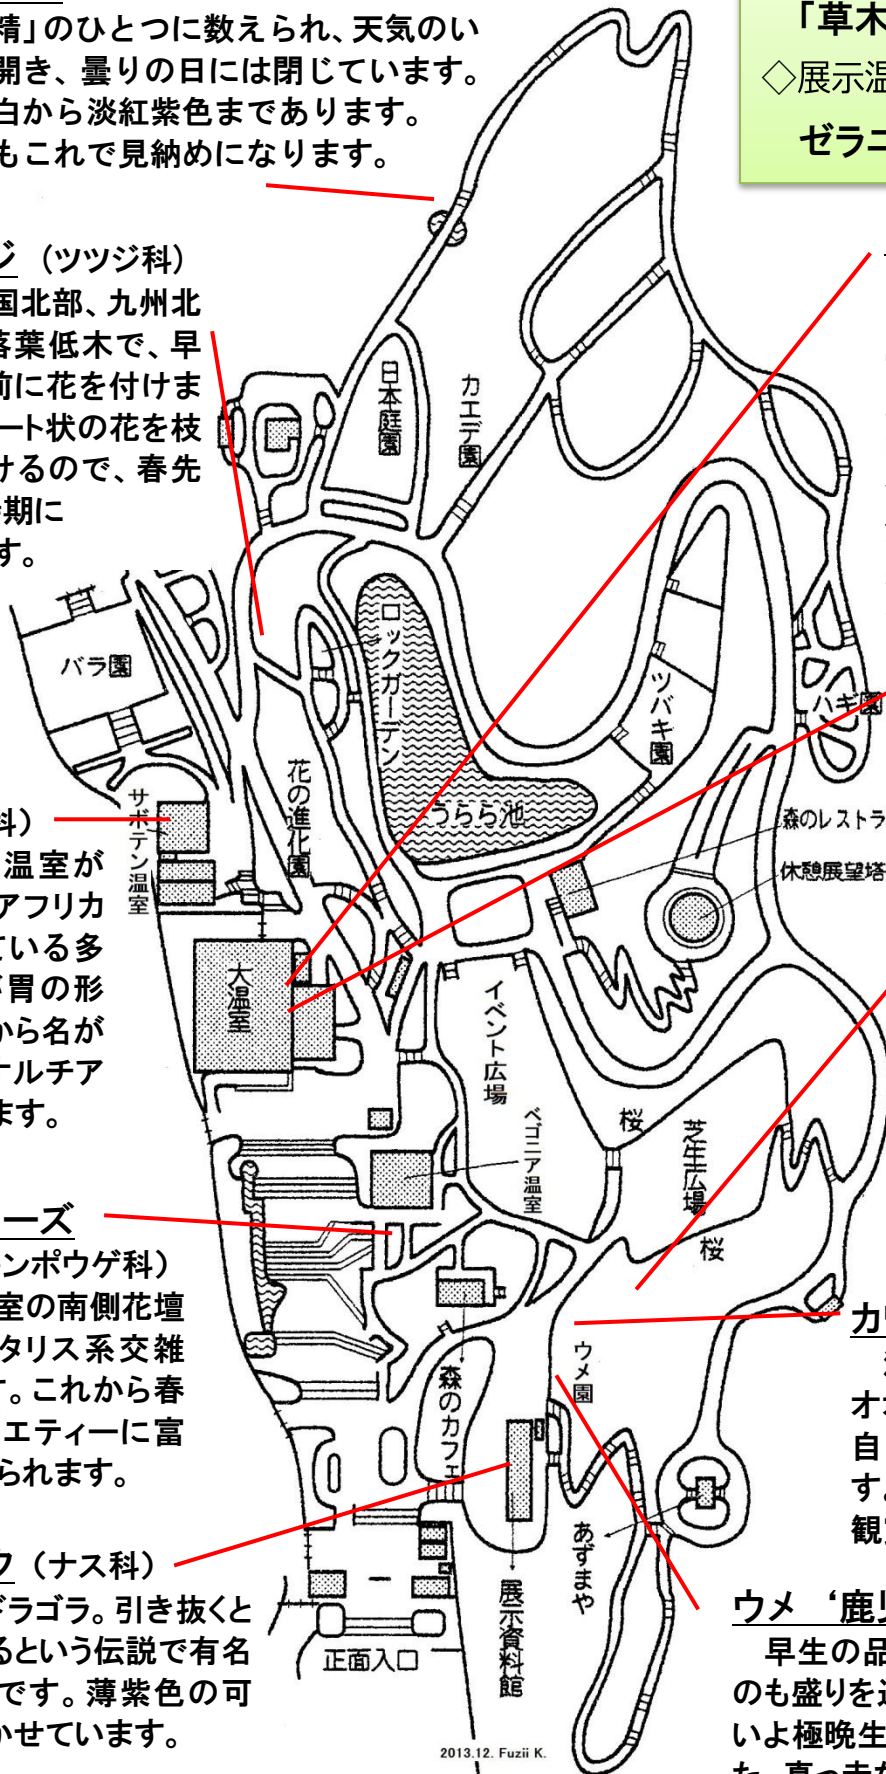 精」のひとつに数えられ、天気のい
開き、曇りの日には閉じています。
白から淡紅紫色まであります。
もこれで見納めになります。
「草木
◇展示温
ゼラニ
ジ（ツツジ科）
国北部、九州北
落葉低木で、早
前に花を付けま
ート状の花を枝
けるので、春先
期に
す。
日本庭園
カエデ園
バラ園
ロックガーデン
ツバキ園
ハギ園
花の進化園
うらら池
サボテン温室
森のレストラ
休憩展望塔
科）
温室が
アフリカ
ている多
が胃の形
から名が
ナルチア
ます。
大温室
イベント広場
ベゴニア温室
桜
芝生広場
桜
ローズ
ンポウゲ科）
室の南側花壇
タリス系交雑
す。これから春
エティーに富
られます。
ウメ園
森のカフェ
カ
オオ
自
す。
観
あずまや
ク（ナス科）
ドラゴラ。引き抜くと
るという伝説で有名
です。薄紫色の可
かせています。
展示資料館
正面入口
ウメ ‘鹿児
早生の品
のも盛りを過
いよ極晩生
た。真っ赤な
2013.12. Fuzii K.